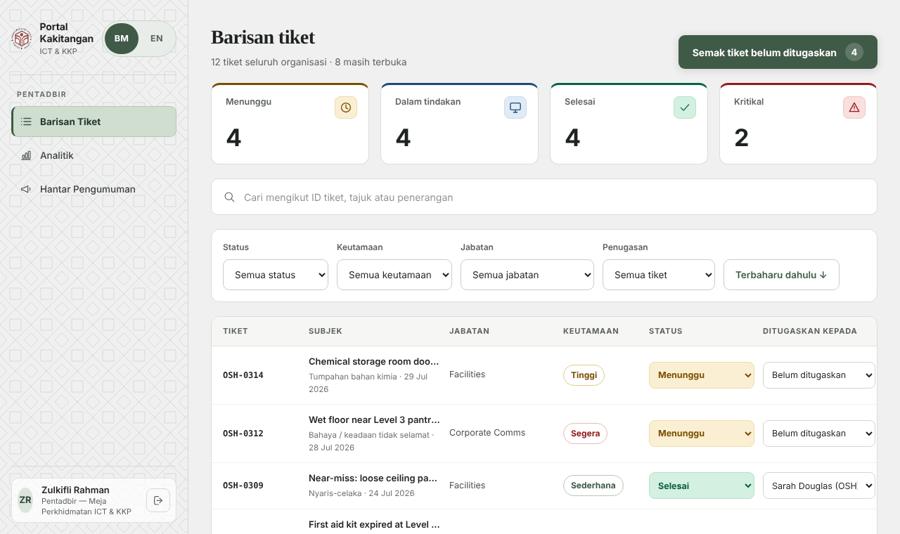 Portal
Kakitangan
ICT & KKP
BM
EN
PENTADBIR
Barisan Tiket
Analitik
Hantar Pengumuman
ZR
Zulkifli Rahman
Pentadbir — Meja
Perkhidmatan ICT & KKP
Barisan tiket
12 tiket seluruh organisasi · 8 masih terbuka
Semak tiket belum ditugaskan 4
Menunggu
4
Dalam tindakan
4
Selesai
4
Kritikal
2
Cari mengikut ID tiket, tajuk atau penerangan
Status
Semua status
Keutamaan
Semua keutamaan
Jabatan
Semua jabatan
Penugasan
Semua tiket
Terbaharu dahulu ↓
TIKET SUBJEK JABATAN KEUTAMAAN STATUS DITUGASKAN KEPADA
OSH-0314
Chemical storage room doo...
Tumpahan bahan kimia · 29 Jul
2026
Facilities
Tinggi
Menunggu
Belum ditugaskan
OSH-0312
Wet floor near Level 3 pantr...
Bahaya / keadaan tidak selamat ·
28 Jul 2026
Corporate Comms
Segera
Menunggu
Belum ditugaskan
OSH-0309
Near-miss: loose ceiling pa...
Nyaris-celaka · 24 Jul 2026
Facilities
Sederhana
Selesai
Sarah Douglas (OSH
First aid kit expired at Level ...